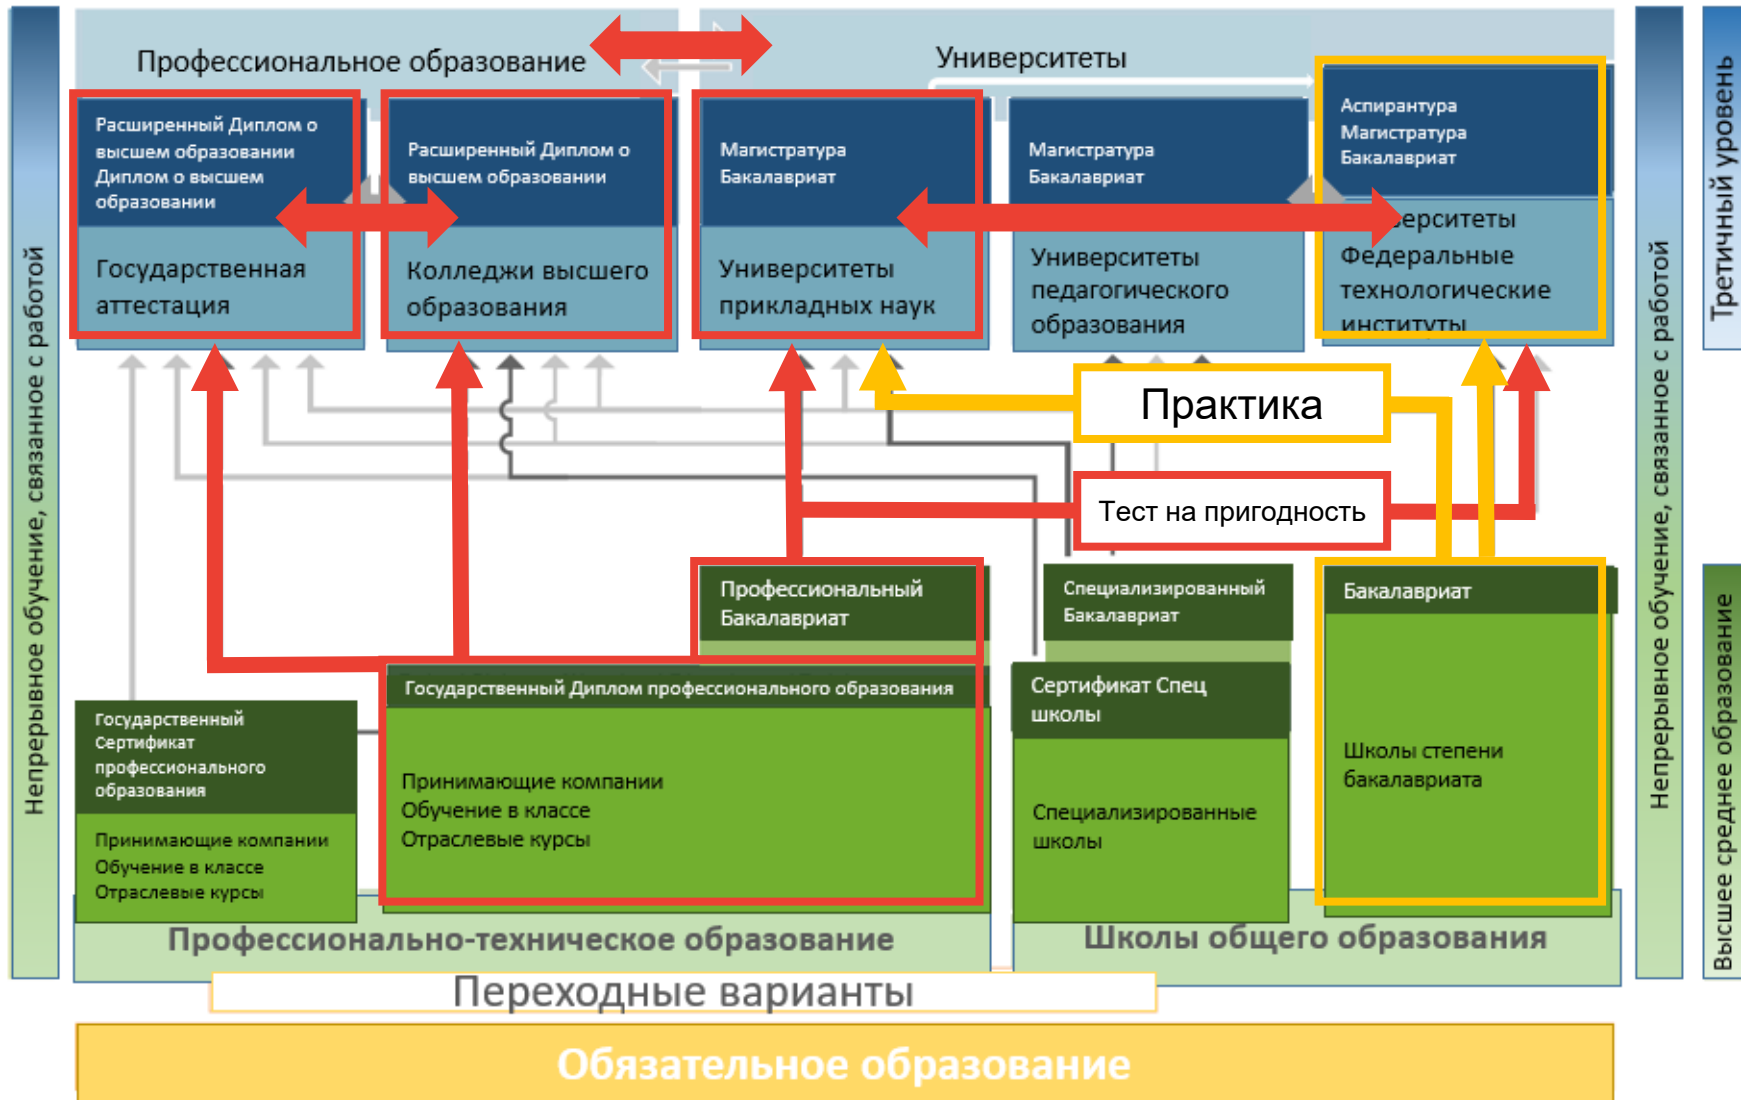 Непрерывное обучение, связанное с работой
Профессиональное образование
Университеты
Расширенный Диплом о
высшем образовании
Диплом о высшем
образовании
Государственная
аттестация
Расширенный Диплом о
высшем образовании
Колледжи высшего
образования
Магистратура
Бакалавриат
Университеты
прикладных наук
Магистратура
Бакалавриат
Университеты
педагогического
образования
Аспирантура
Магистратура
Бакалавриат
верситеты
Федеральные
технологические
институты
Непрерывное обучение, связанное с работой
Третичный уровень
Практика
Тест на пригодность
Профессиональный
Бакалавриат
Специализированный
Бакалавриат
Бакалавриат
Государственный Диплом профессионального образования
Сертификат Спец
школы
Государственный
Сертификат
профессионального
образования
Принимающие компании
Обучение в классе
Отраслевые курсы
Принимающие компании
Обучение в классе
Отраслевые курсы
Специализированные
школы
Школы степени
бакалавриата
Высшее среднее образование
Профессионально-техническое образование
Школы общего образования
Переходные варианты
Обязательное образование